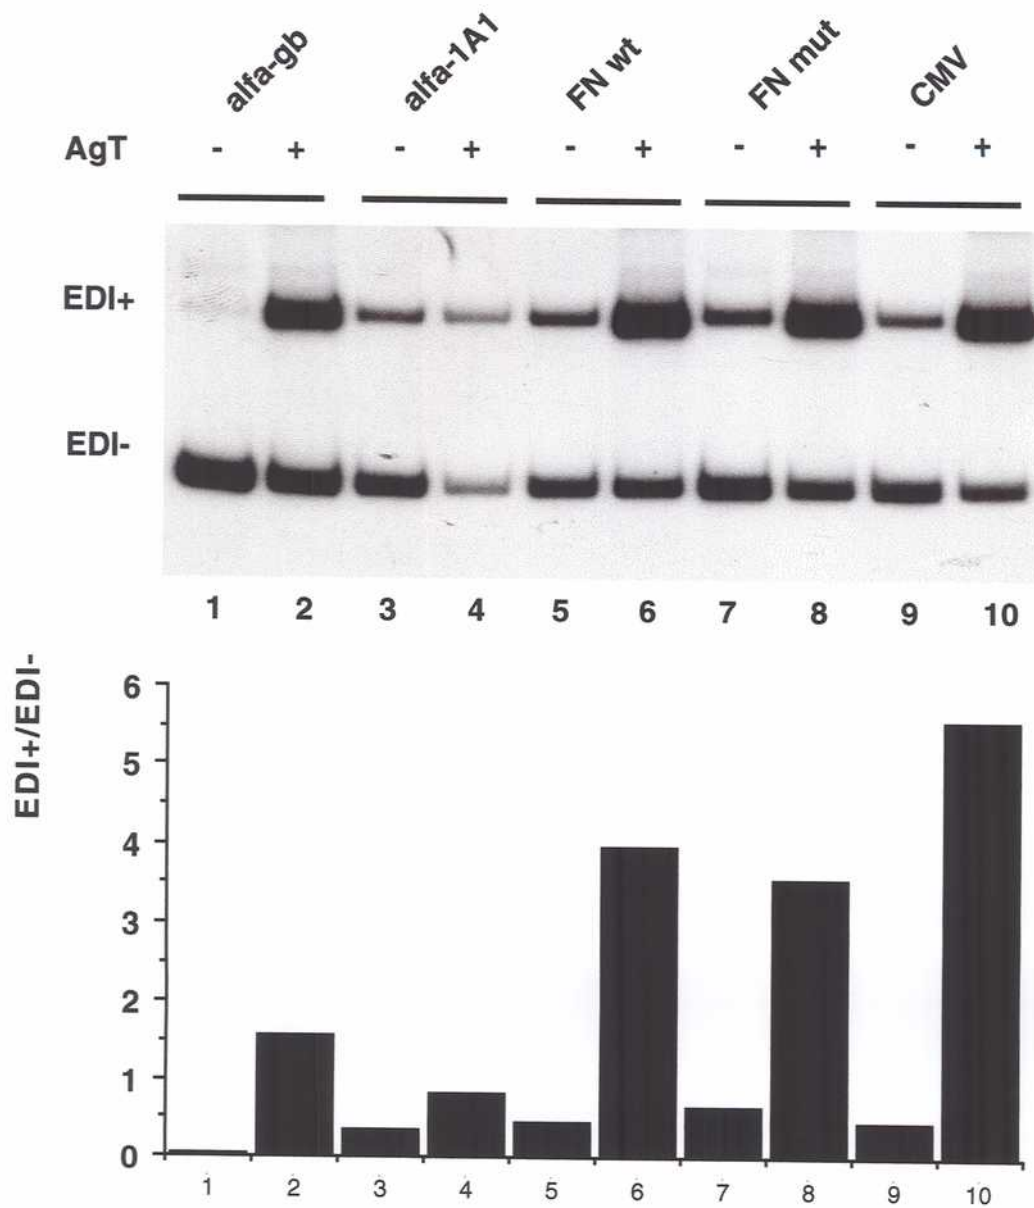 alfa-gb alfa-1A1 FN wt FN mut CMV
AgT - + - + - + - + - +
EDI+
EDI-
1 2 3 4 5 6 7 8 9 10
EDI+/EDI-
6
5
4
3
2
1
0
1 2 3 4 5 6 7 8 9 10